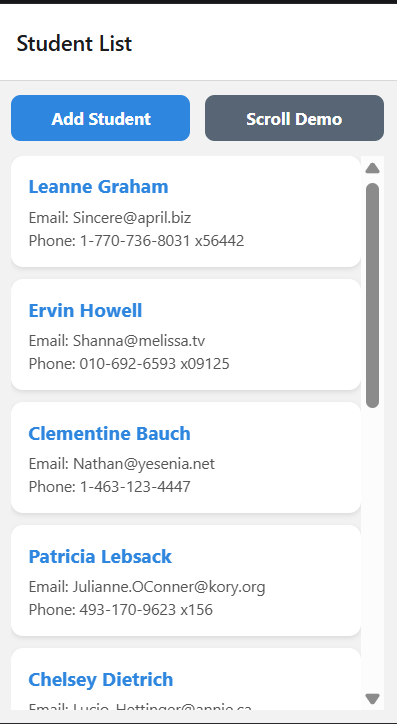 Student List
Add Student
Scroll Demo
Leanne Graham
Email: Sincere@april.biz
Phone: 1-770-736-8031 x56442
Ervin Howell
Email: Shanna@melissa.tv
Phone: 010-692-6593 x09125
Clementine Bauch
Email: Nathan@yesenia.net
Phone: 1-463-123-4447
Patricia Lebsack
Email: Julianne.OConner@kory.org
Phone: 493-170-9623 x156
Chelsey Dietrich
Email: Lucio_Hettinger@annie.ca